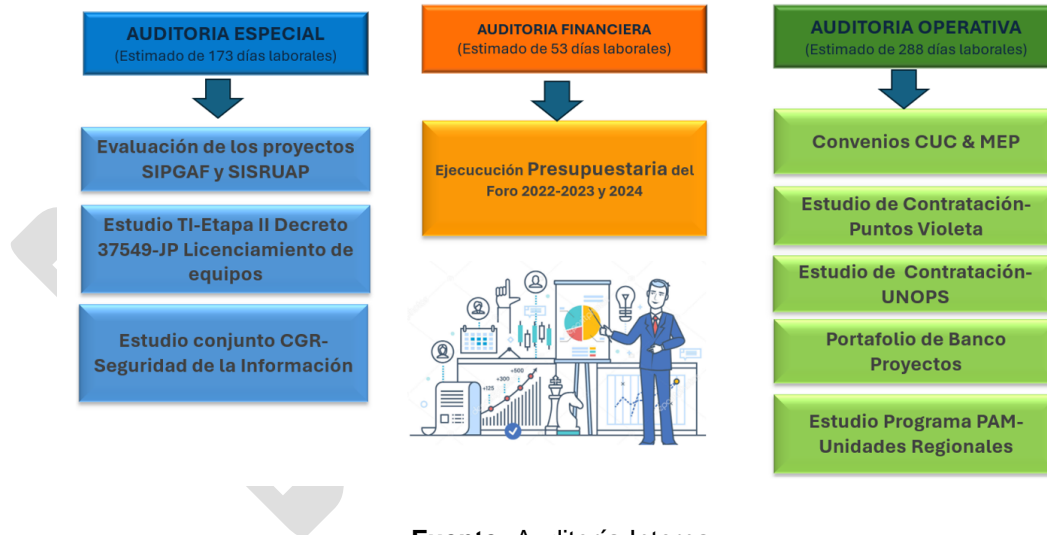 AUDITORIA ESPECIAL
(Estimado de 173 días laborales)
Evaluación de los proyectos
SIPGAF y SISRUAP
Estudio TI-Etapa II Decreto
37549-JP Licenciamiento de
equipos
Estudio conjunto CGR-
Seguridad de la Información
AUDITORIA FINANCIERA
(Estimado de 53 días laborales)
Ejecucución Presupuestaria del
Foro 2022-2023 y 2024
+125
+300
+500
AUDITORIA OPERATIVA
(Estimado de 288 días laborales)
Convenios CUC & MEP
Estudio de Contratación-
Puntos Violeta
Estudio de Contratación-
UNOPS
Portafolio de Banco
Proyectos
Estudio Programa PAM-
Unidades Regionales